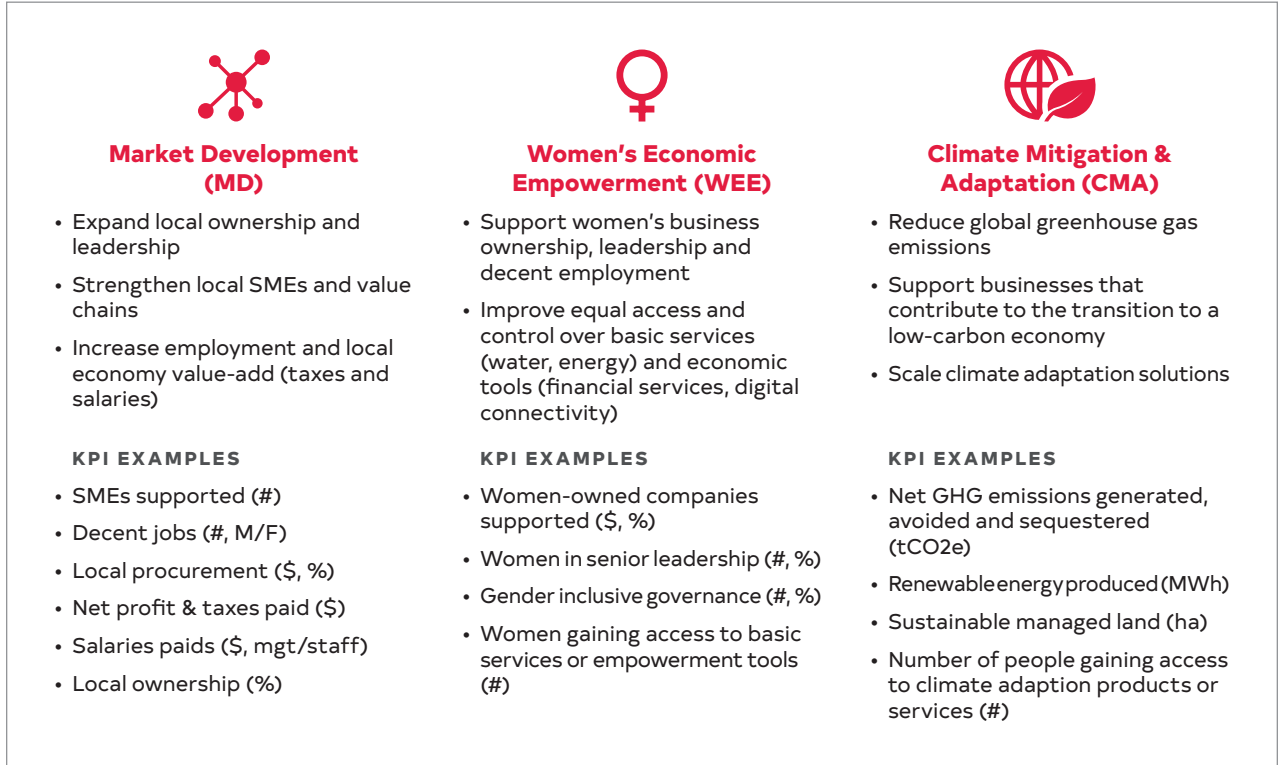 Market Development
(MD)
• Expand local ownership and
leadership
• Strengthen local SMEs and value
chains
• Increase employment and local
economy value-add (taxes and
salaries)
KPI EXAMPLES
• SMEs supported (#)
• Decent jobs (#, M/F)
• Local procurement ($, %)
• Net profit & taxes paid ($)
• Salaries paids ($, mgt/staff)
• Local ownership (%)
Women's Economic
Empowerment (WEE)
• Support women's business
ownership, leadership and
decent employment
• Improve equal access and
control over basic services
(water, energy) and economic
tools (financial services, digital
connectivity)
KPI EXAMPLES
• Women-owned companies
supported ($, %)
• Women in senior leadership (#, %)
• Gender inclusive governance (#, %)
• Women gaining access to basic
services or empowerment tools
(#)
Climate Mitigation &
Adaptation (CMA)
• Reduce global greenhouse gas
emissions
• Support businesses that
contribute to the transition to a
low-carbon economy
• Scale climate adaptation solutions
KPI EXAMPLES
• Net GHG emissions generated,
avoided and sequestered
(tCO2e)
• Renewable energy produced (MWh)
• Sustainable managed land (ha)
• Number of people gaining access
to climate adaption products or
services (#)